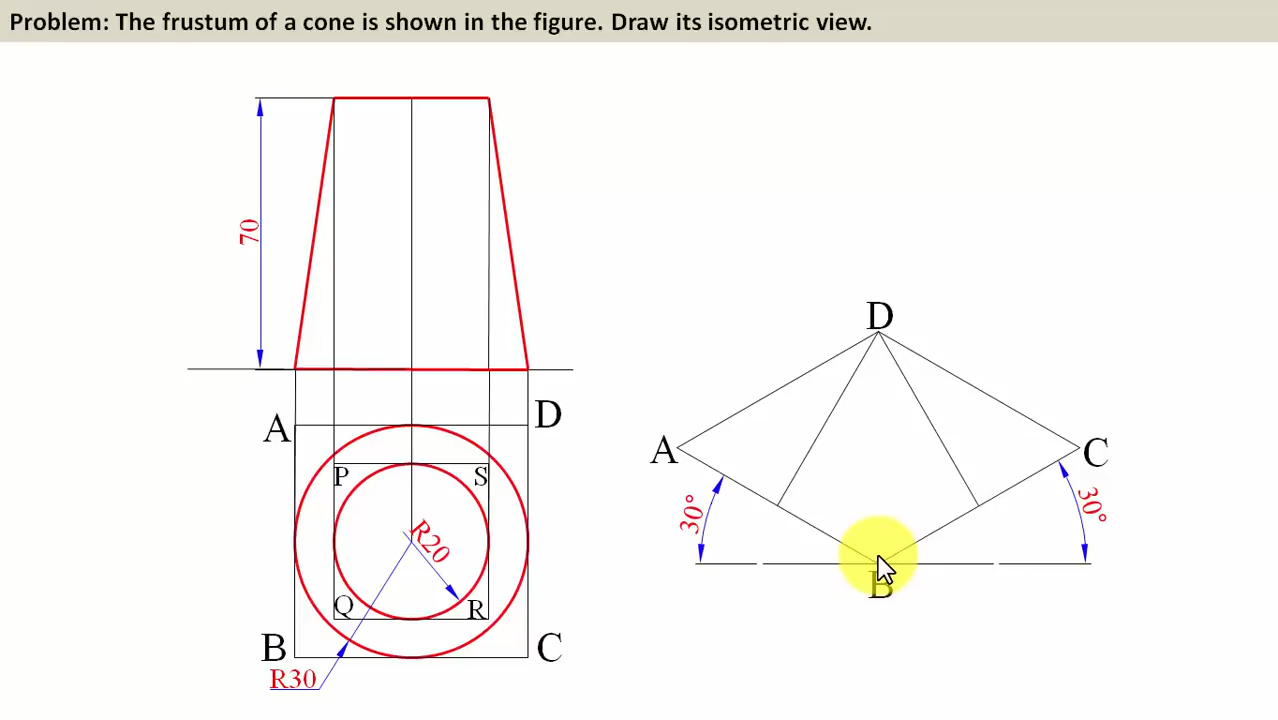 Problem: The frustum of a cone is shown in the figure. Draw its isometric view.
70
A
D
P
S
R20
Q
R
B
C
R30
D
A
C
30°
30°
B